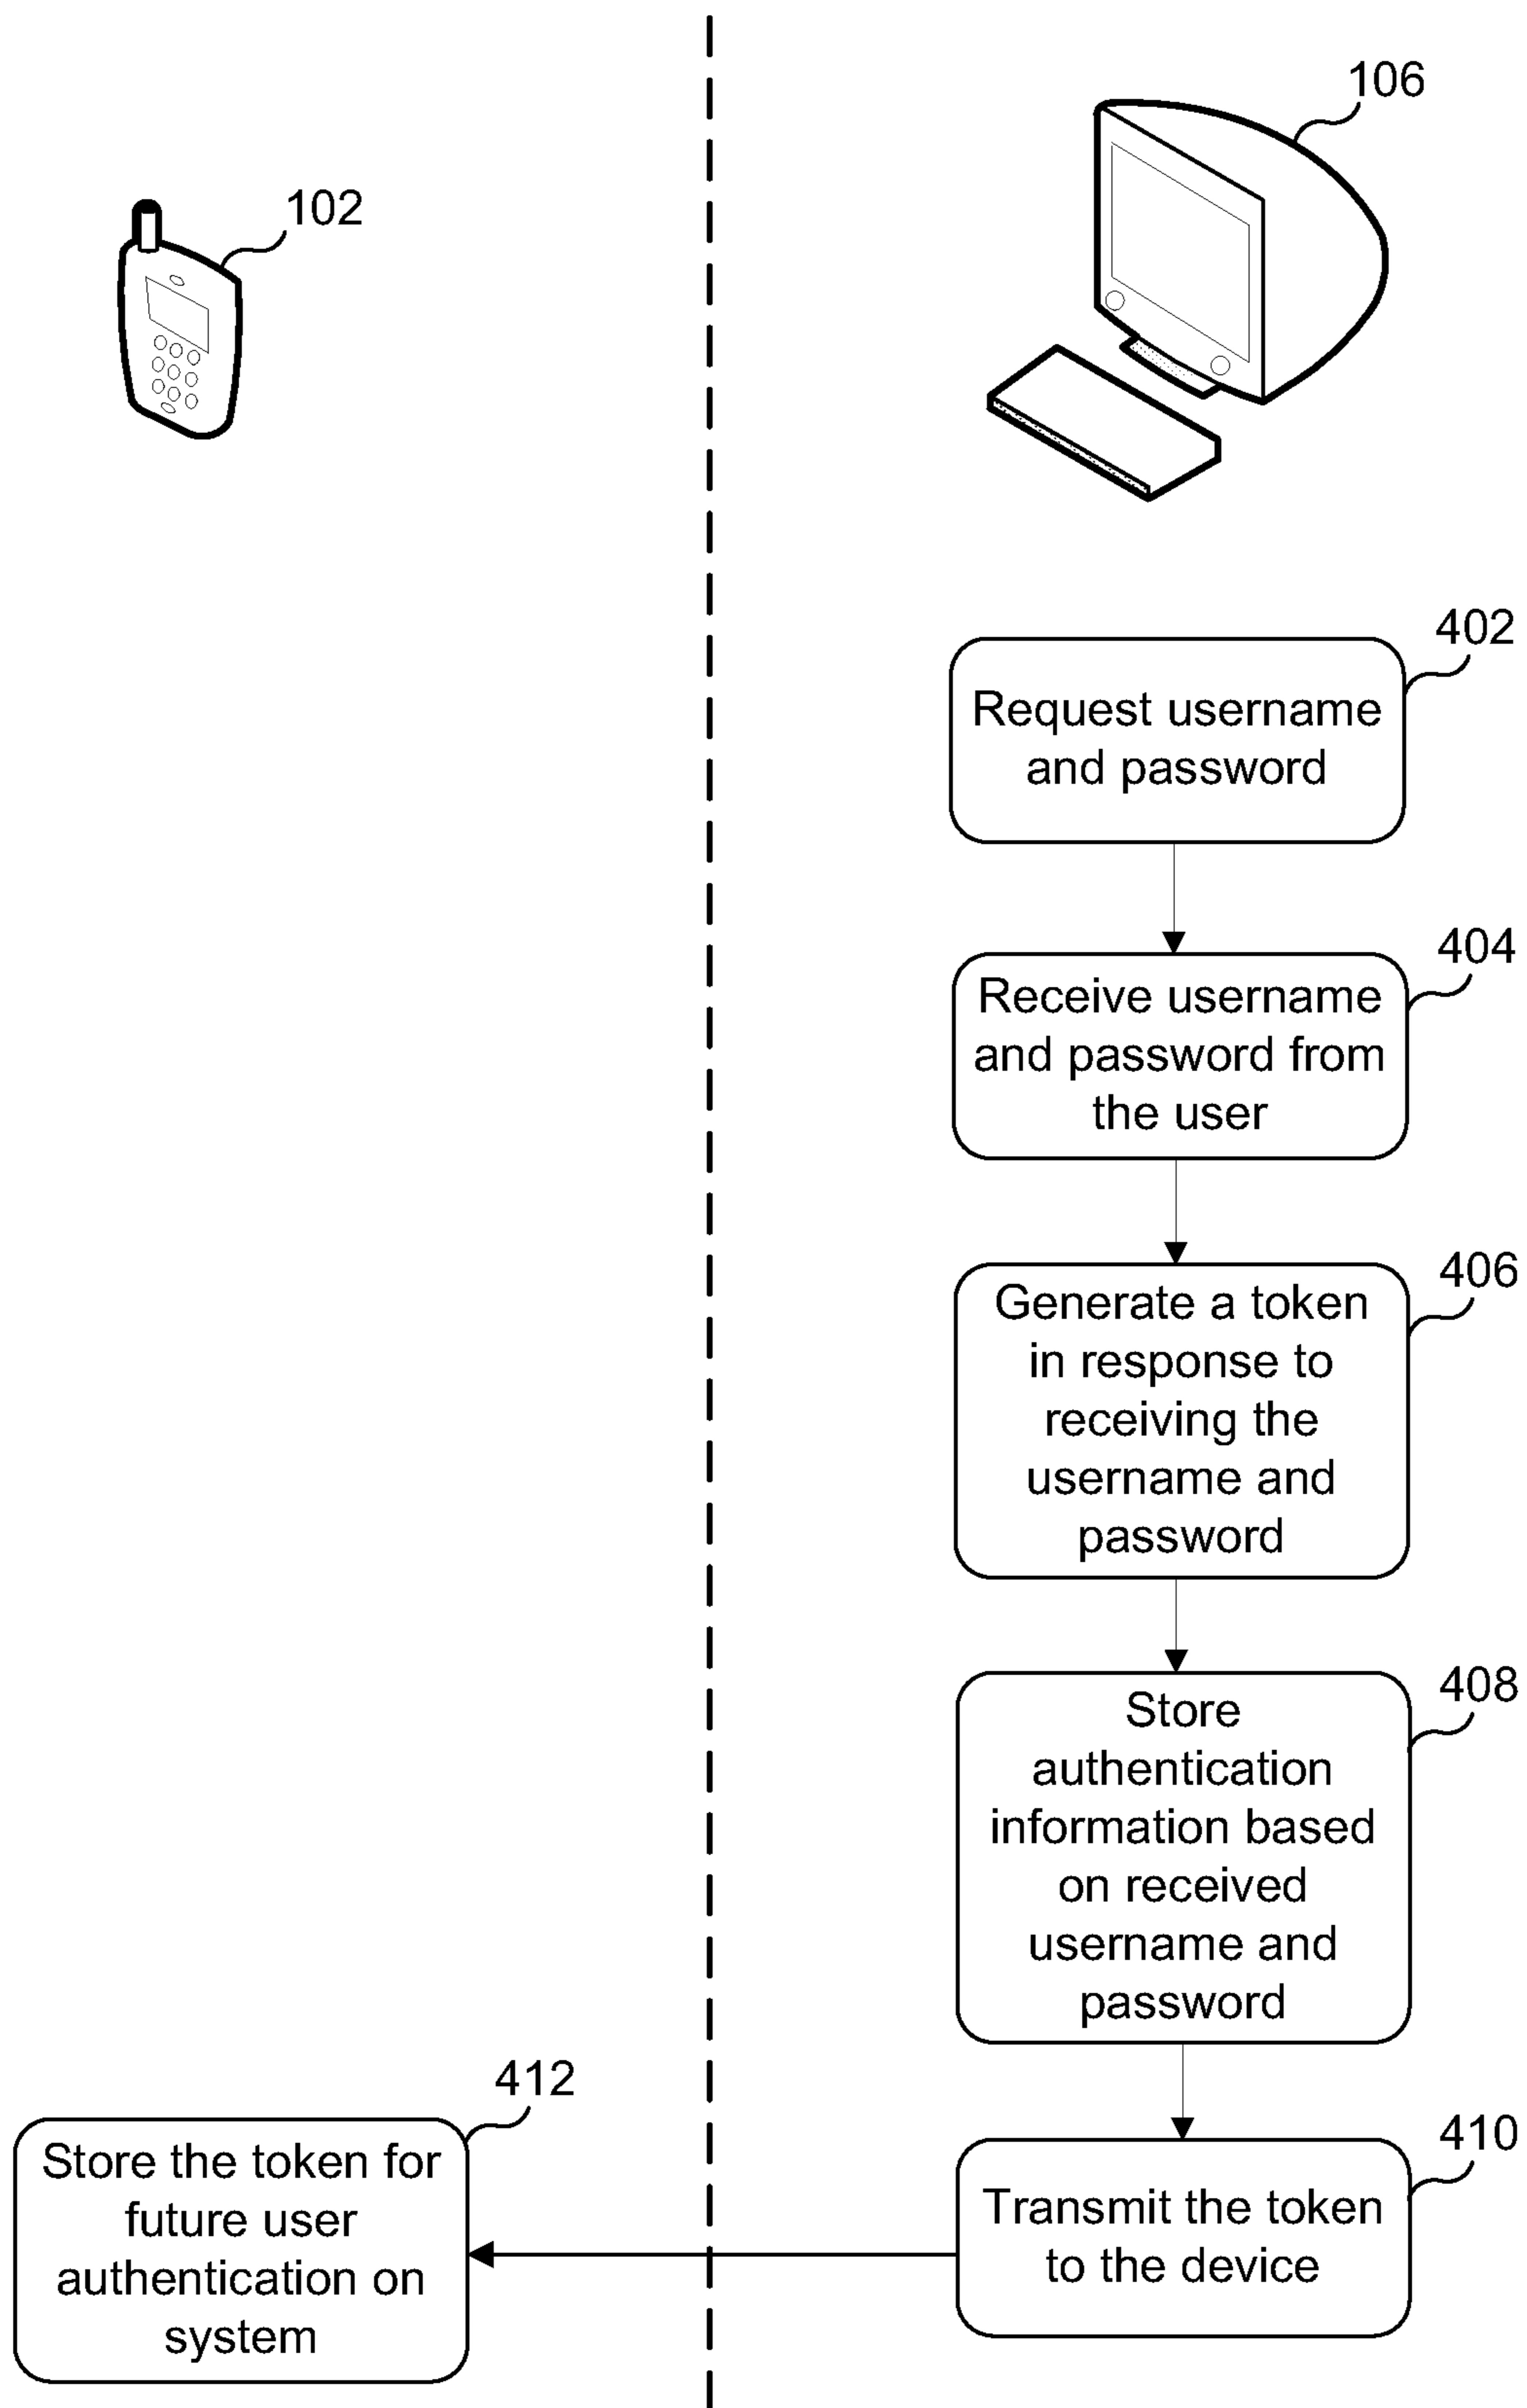 106
102
402
Request username
and password
404
Receive username
and password from
the user
406
Generate a token
in response to
receiving the
username and
password
408
Store
authentication
information based
on received
username and
password
412
Store the token for
future user
authentication on
system
410
Transmit the token
to the device